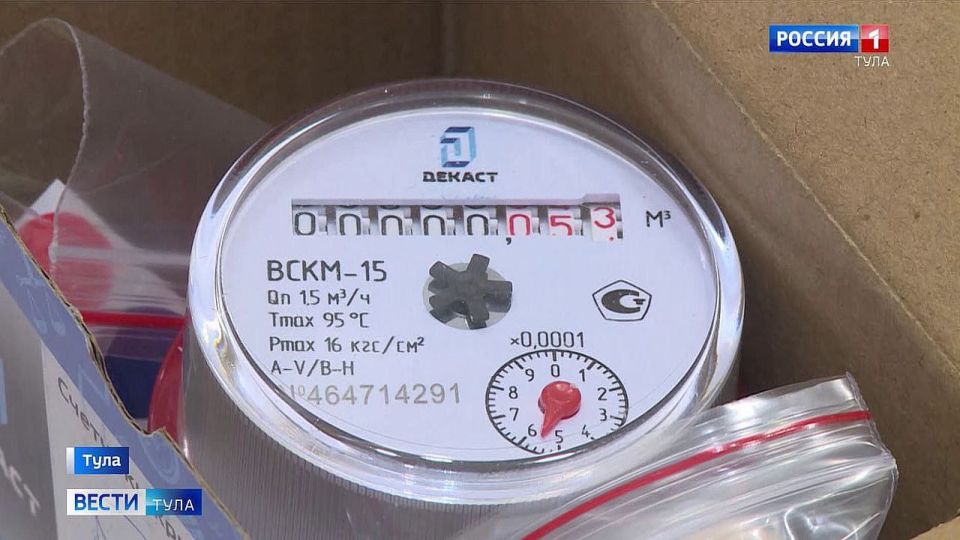 РОССИЯ 1
ТУЛА
ДЕКАСТ
00000,053 м³
ВСКМ-15
Qn 1,5 м³/ч
Tmax 95 °C
Pmax 16 кгс/см²
A-V/B-H
№464714291
×0,0001
0 1 2 3 4 5 6 7 8 9
Тула
ВЕСТИ ТУЛА